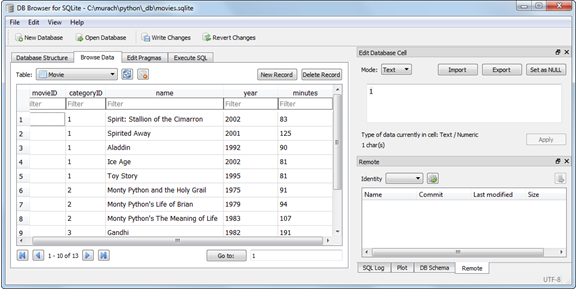 DB Browser for SQLite - C:\murach\python\_db\movies.sqlite
File Edit View Help
New Database Open Database Write Changes Revert Changes
Database Structure Browse Data Edit Pragmas Execute SQL
Table: Movie New Record Delete Record
movieID categoryID name year minutes
ilter Filter Filter Filter Filter
1 1 Spirit: Stallion of the Cimarron 2002 83
2 1 Spirited Away 2001 125
3 1 Aladdin 1992 90
4 1 Ice Age 2002 81
5 1 Toy Story 1995 81
6 2 Monty Python and the Holy Grail 1975 91
7 2 Monty Python's Life of Brian 1979 94
8 2 Monty Python's The Meaning of Life 1983 107
9 3 Gandhi 1982 191
1 - 10 of 13 Go to: 1
Edit Database Cell
Mode: Text Import Export Set as NULL
1
Type of data currently in cell: Text / Numeric
1 char(s)
Apply
Remote
Identity
Name Commit Last modified Size
SQL Log Plot DB Schema Remote
UTF-8